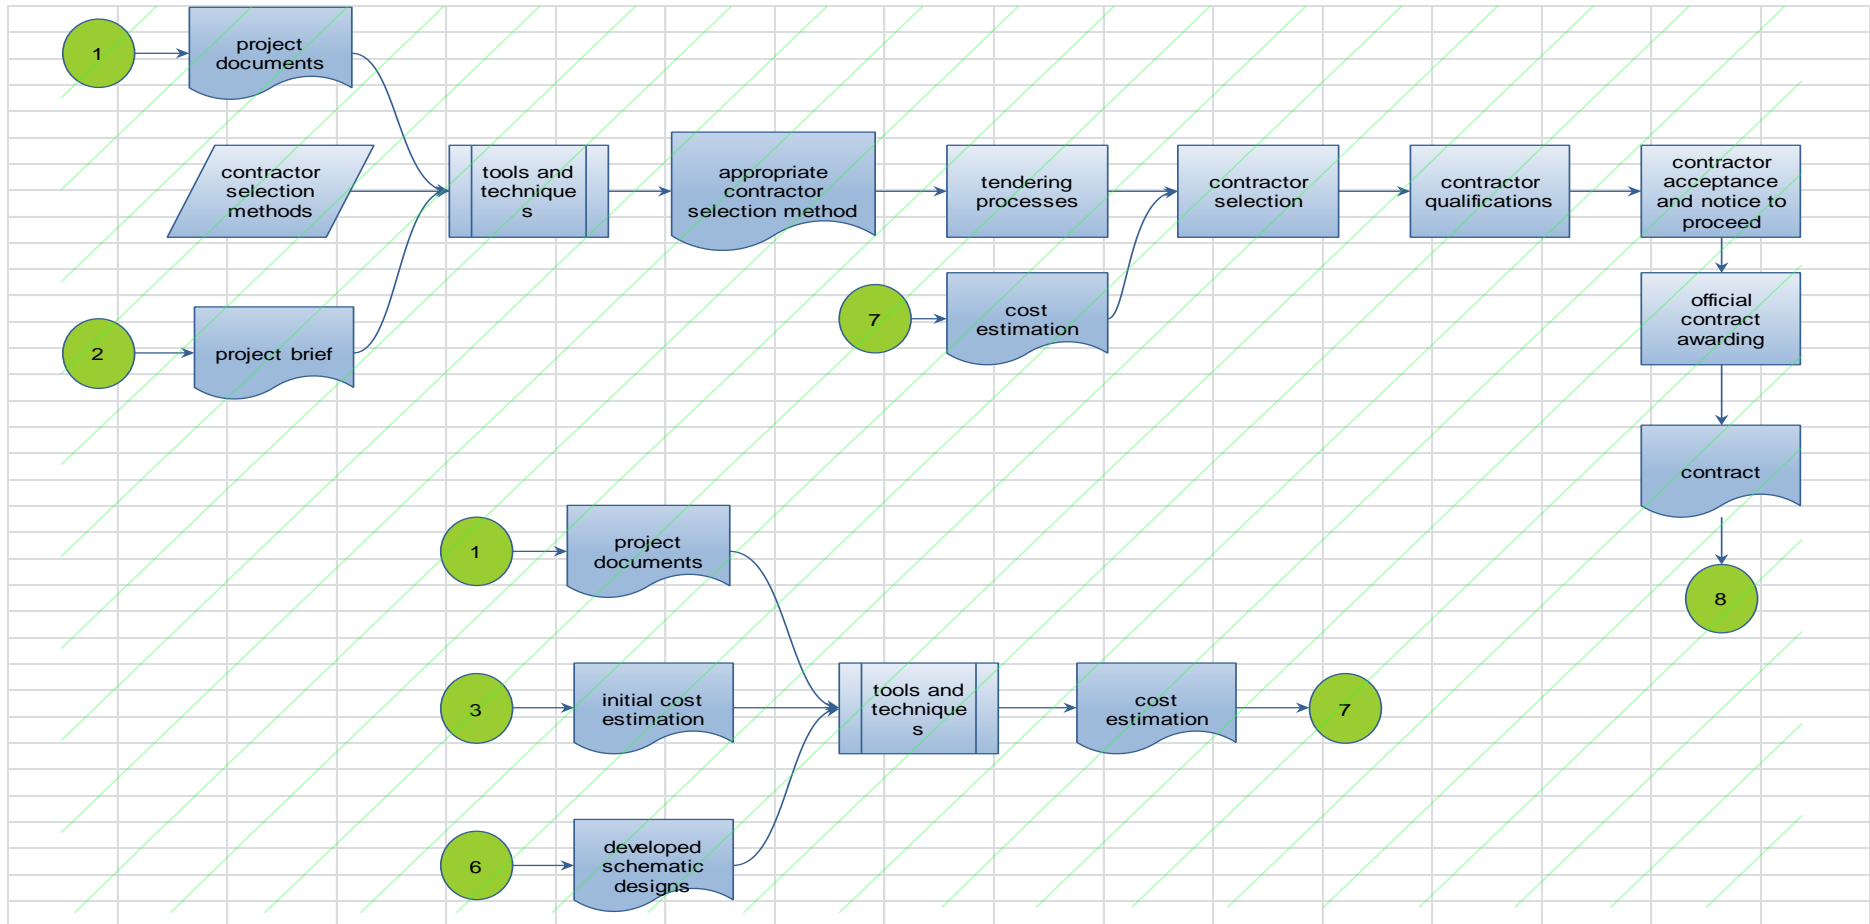 1
project
documents
contractor
selection
methods
2
project brief
tools and
technique
s
appropriate
contractor
selection method
tendering
processes
7
cost
estimation
contractor
selection
contractor
qualifications
contractor
acceptance
and notice to
proceed
official
contract
awarding
contract
8
1
project
documents
3
initial cost
estimation
6
developed
schematic
designs
tools and
technique
s
cost
estimation
7